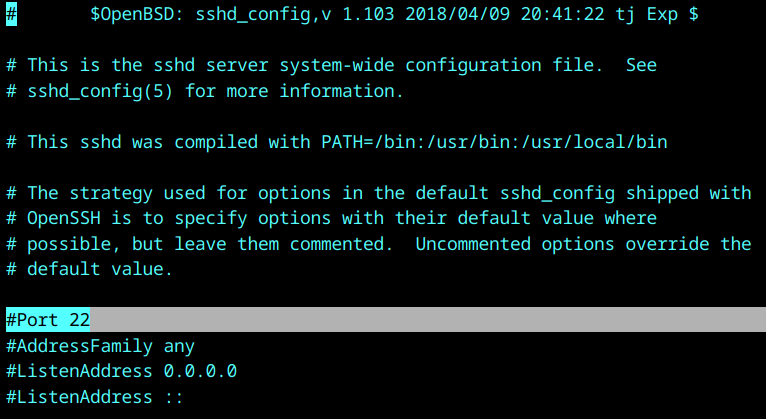 #       $OpenBSD: sshd_config,v 1.103 2018/04/09 20:41:22 tj Exp $
# This is the sshd server system-wide configuration file.  See
# sshd_config(5) for more information.
# This sshd was compiled with PATH=/bin:/usr/bin:/usr/local/bin
# The strategy used for options in the default sshd_config shipped with
# OpenSSH is to specify options with their default value where
# possible, but leave them commented.  Uncommented options override the
# default value.
#Port 22
#AddressFamily any
#ListenAddress 0.0.0.0
#ListenAddress ::